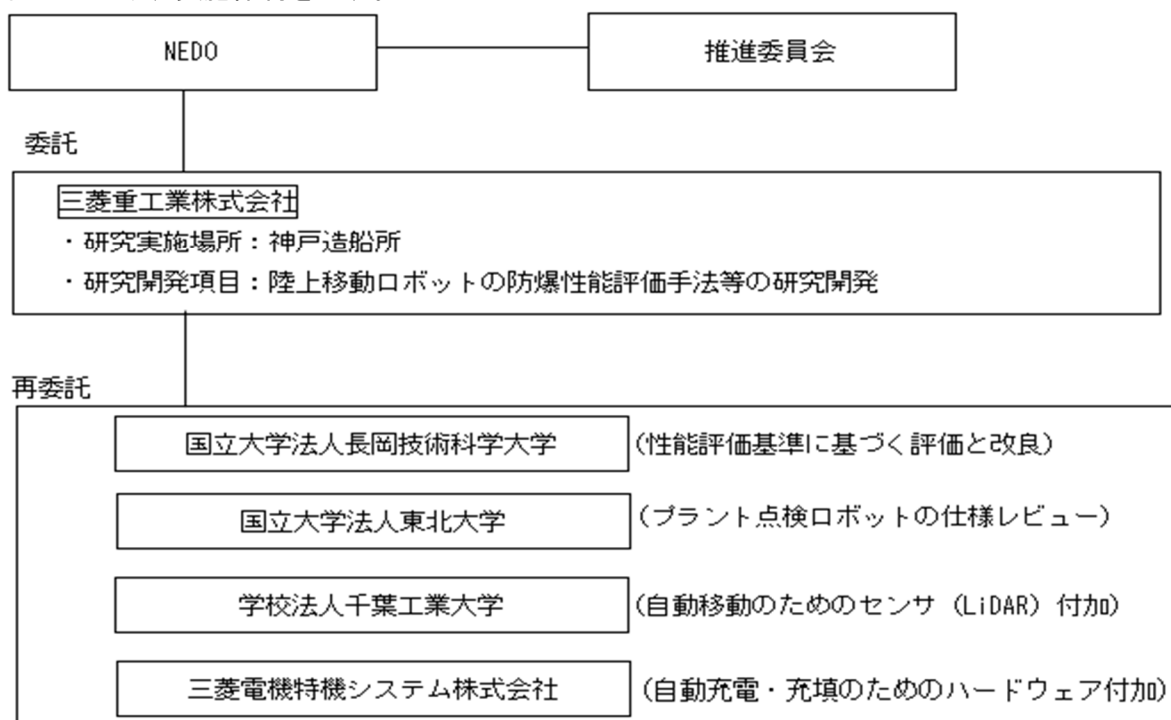 NEDO
推進委員会
委託
三菱重工業株式会社
・研究実施場所：神戸造船所
・研究開発項目：陸上移動ロボットの防爆性能評価手法等の研究開発
再委託
国立大学法人長岡技術科学大学 (性能評価基準に基づく評価と改良)
国立大学法人東北大学 (プラント点検ロボットの仕様レビュー)
学校法人千葉工業大学 (自動移動のためのセンサ (LiDAR) 付加)
三菱電機特機システム株式会社 (自動充電・充填のためのハードウェア付加)